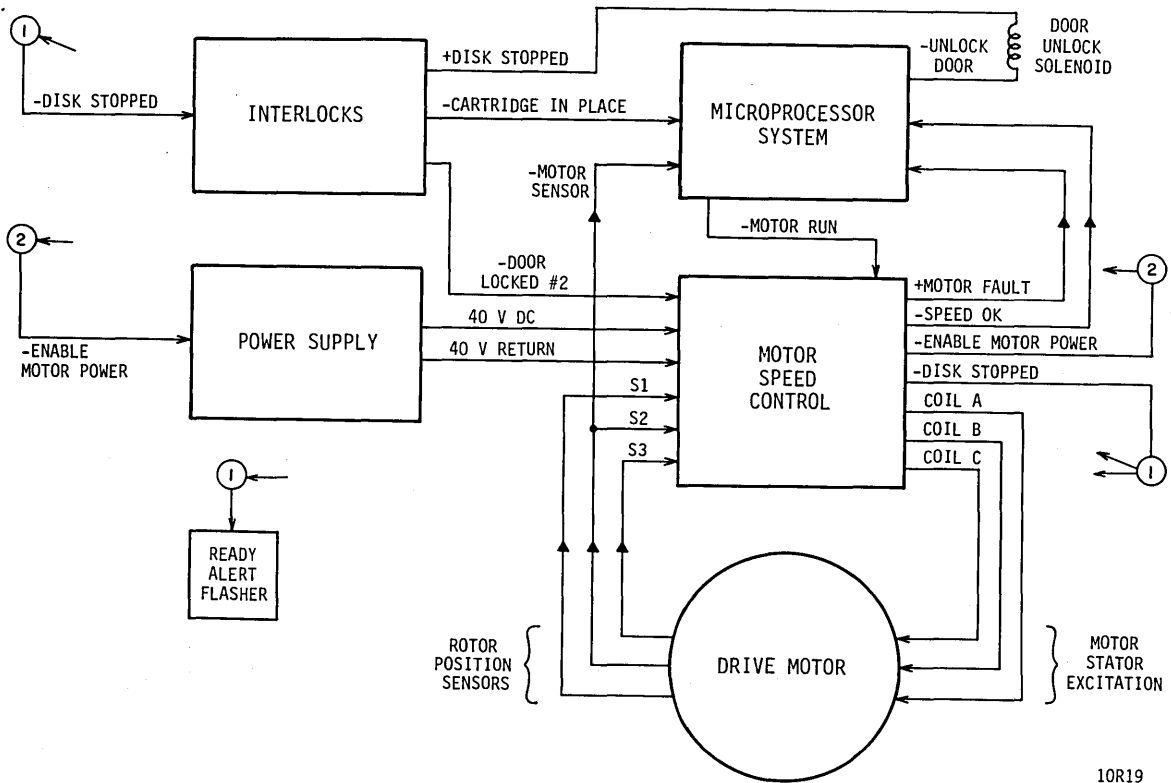 1
-DISK STOPPED
INTERLOCKS
+DISK STOPPED
-CARTRIDGE IN PLACE
-UNLOCK
DOOR
DOOR
UNLOCK
SOLENOID
MICROPROCESSOR
SYSTEM
-MOTOR
SENSOR
-MOTOR RUN
2
-ENABLE
MOTOR POWER
POWER SUPPLY
-DOOR
LOCKED #2
40 V DC
40 V RETURN
S1
S2
S3
MOTOR
SPEED
CONTROL
+MOTOR FAULT
-SPEED OK
-ENABLE MOTOR POWER
-DISK STOPPED
COIL A
COIL B
COIL C
2
1
1
READY
ALERT
FLASHER
ROTOR
POSITION
SENSORS
DRIVE MOTOR
MOTOR
STATOR
EXCITATION
10R19